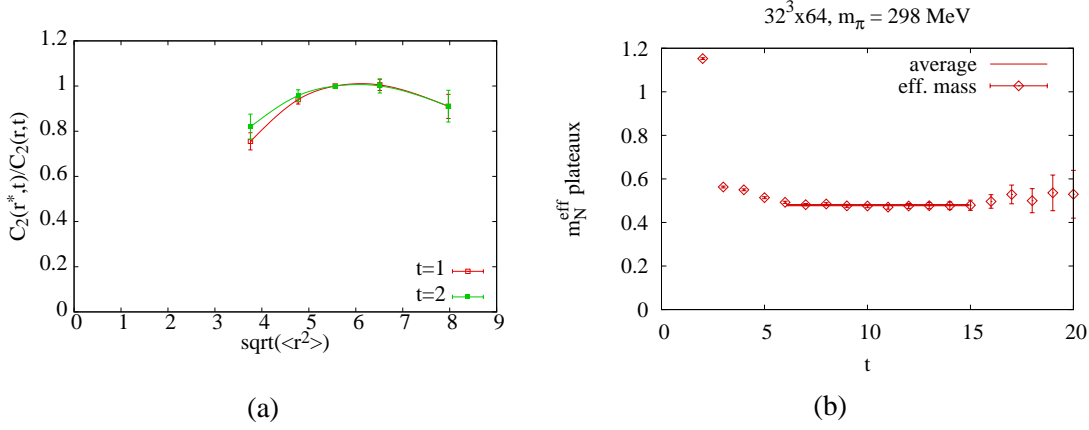 1.2
1
0.8
0.6
0.4
0.2
0
C₂(r*,t)/C₂(r,t)
t=1
t=2
0 1 2 3 4 5 6 7 8 9
sqrt(<r²>)
(a)
32³x64, mπ = 298 MeV
1.2
1
0.8
0.6
0.4
0.2
0
m_N^eff plateaux
average
eff. mass
0 5 10 15 20
t
(b)